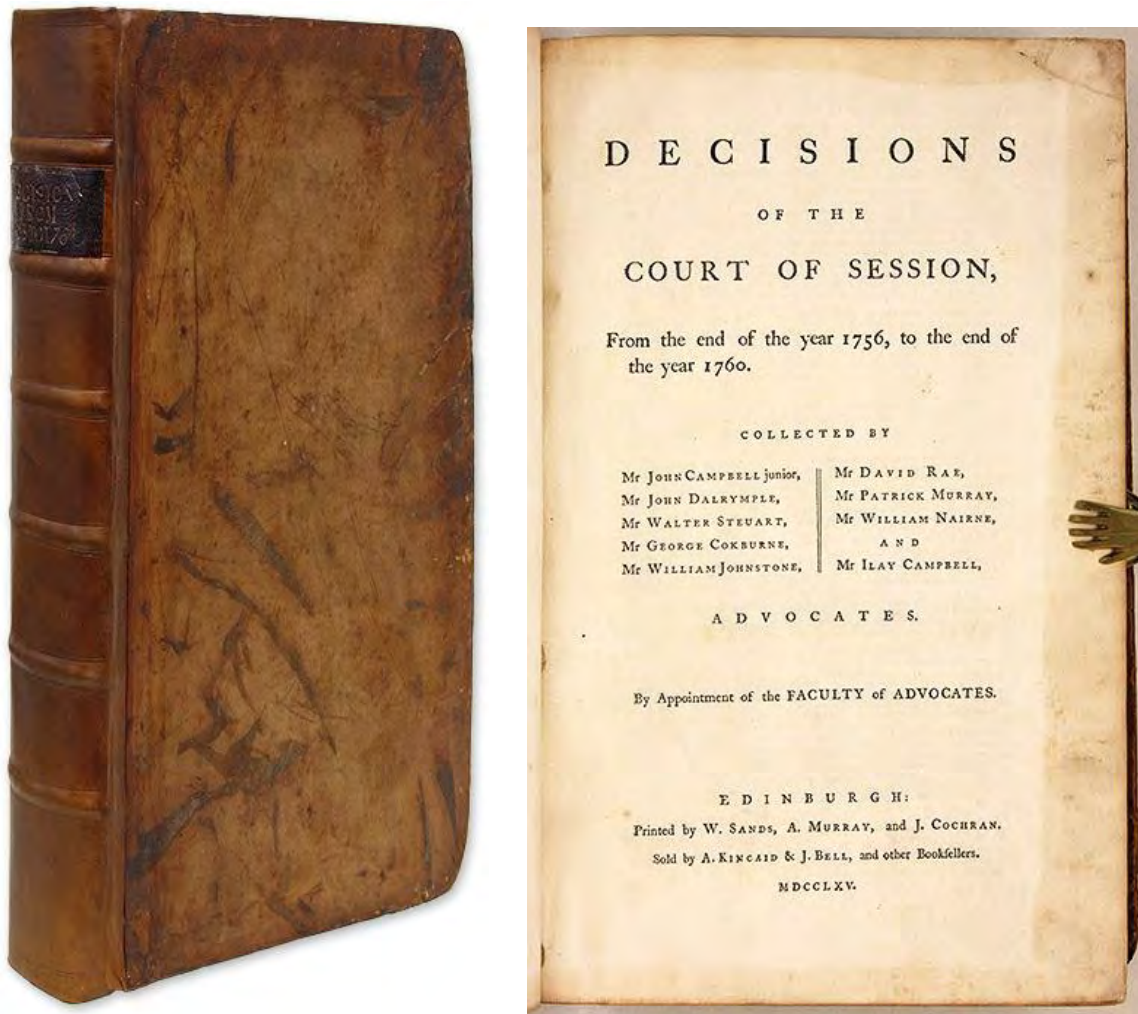 DECISIONS
OF THE
COURT OF SESSION,
From the end of the year 1756, to the end of
the year 1760.
COLLECTED BY
Mr JOHN CAMPBELL junior,
Mr JOHN DALRYMPLE,
Mr WALTER STEUART,
Mr GEORGE COKBURNE,
Mr WILLIAM JOHNSTONE,
Mr DAVID RAE,
Mr PATRICK MURRAY,
Mr WILLIAM NAIRNE,
AND
Mr ILAY CAMPBELL,
ADVOCATES.
By Appointment of the FACULTY of ADVOCATES.
EDINBURGH:
Printed by W. SANDS, A. MURRAY, and J. COCHRAN.
Sold by A. KINCAID & J. BELL, and other Bookſellers.
MDCCLXV.